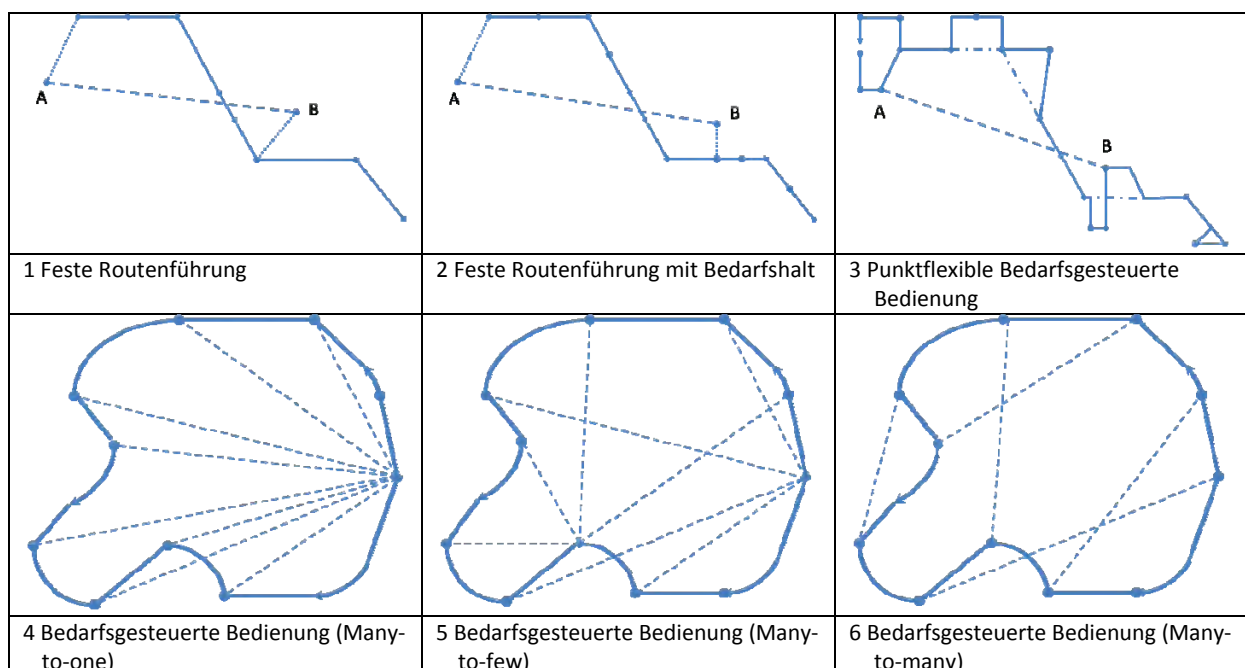 A
B
A
B
A
B
1 Feste Routenführung
2 Feste Routenführung mit Bedarfshalt
3 Punktflexible Bedarfsgesteuerte
Bedienung
4 Bedarfsgesteuerte Bedienung (Many-
to-one)
5 Bedarfsgesteuerte Bedienung (Many-
to-few)
6 Bedarfsgesteuerte Bedienung (Many-
to-many)